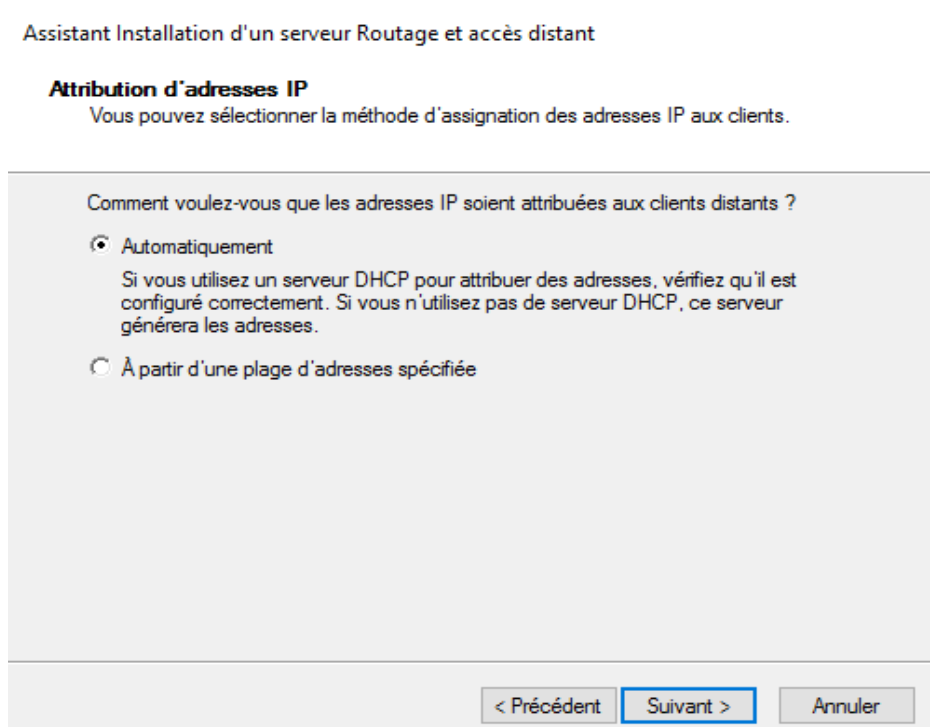 Assistant Installation d'un serveur Routage et accès distant
Attribution d'adresses IP
Vous pouvez sélectionner la méthode d'assignation des adresses IP aux clients.
Comment voulez-vous que les adresses IP soient attribuées aux clients distants ?
Automatiquement
Si vous utilisez un serveur DHCP pour attribuer des adresses, vérifiez qu'il est
configuré correctement. Si vous n'utilisez pas de serveur DHCP, ce serveur
générera les adresses.
À partir d'une plage d'adresses spécifiée
< Précédent Suivant > Annuler